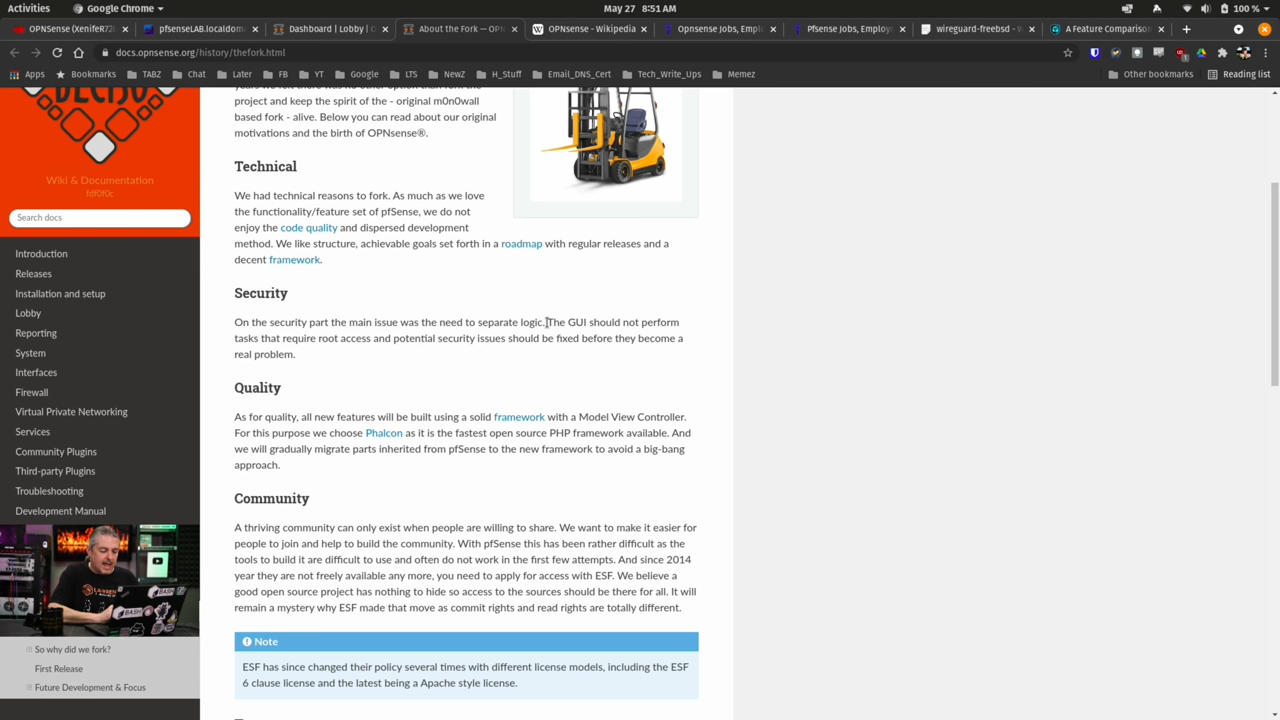 Activities
Google Chrome
May 27 8:51 AM
100 %
OPNSense (XenifeR72
pfsenseLAB.localdoma
Dashboard | Lobby | O
About the Fork — OPN
OPNsense - Wikipedia
Opnsense Jobs, Emplo
Pfsense Jobs, Employ
wireguard-freebsd - W
A Feature Comparison
docs.opnsense.org/history/thefork.html
Apps
Bookmarks
TABZ
Chat
Later
FB
YT
Google
LTS
NewZ
H_Stuff
Email_DNS_Cert
Tech_Write_Ups
Memez
Other bookmarks
Reading list
DECISO
Wiki & Documentation
fdf0f0c
Search docs
Introduction
Releases
Installation and setup
Lobby
Reporting
System
Interfaces
Firewall
Virtual Private Networking
Services
Community Plugins
Third-party Plugins
Troubleshooting
Development Manual
So why did we fork?
First Release
Future Development & Focus
years we felt there was no other option than fork the
project and keep the spirit of the - original m0n0wall
based fork - alive. Below you can read about our original
motivations and the birth of OPNsense®.
Technical
We had technical reasons to fork. As much as we love
the functionality/feature set of pfSense, we do not
enjoy the code quality and dispersed development
method. We like structure, achievable goals set forth in a roadmap with regular releases and a
decent framework.
Security
On the security part the main issue was the need to separate logic. The GUI should not perform
tasks that require root access and potential security issues should be fixed before they become a
real problem.
Quality
As for quality, all new features will be built using a solid framework with a Model View Controller.
For this purpose we choose Phalcon as it is the fastest open source PHP framework available. And
we will gradually migrate parts inherited from pfSense to the new framework to avoid a big-bang
approach.
Community
A thriving community can only exist when people are willing to share. We want to make it easier for
people to join and help to build the community. With pfSense this has been rather difficult as the
tools to build it are difficult to use and often do not work in the first few attempts. And since 2014
year they are not freely available any more, you need to apply for access with ESF. We believe a
good open source project has nothing to hide so access to the sources should be there for all. It will
remain a mystery why ESF made that move as commit rights and read rights are totally different.
Note
ESF has since changed their policy several times with different license models, including the ESF
6 clause license and the latest being a Apache style license.